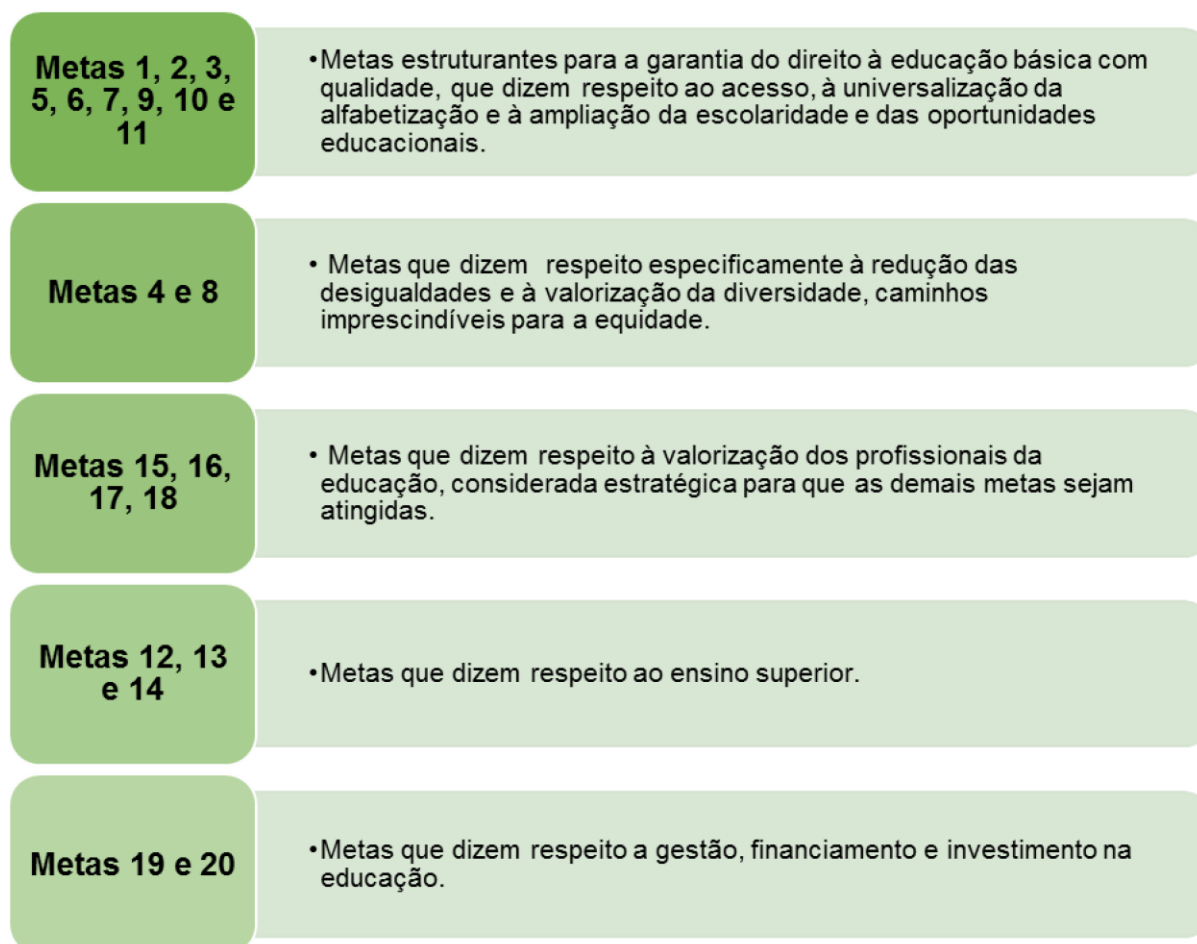 Metas 1, 2, 3,
5, 6, 7, 9, 10 e
11
•Metas estruturantes para a garantia do direito à educação básica com
qualidade, que dizem respeito ao acesso, à universalização da
alfabetização e à ampliação da escolaridade e das oportunidades
educacionais.
Metas 4 e 8
• Metas que dizem respeito especificamente à redução das
desigualdades e à valorização da diversidade, caminhos
imprescindíveis para a equidade.
Metas 15, 16,
17, 18
• Metas que dizem respeito à valorização dos profissionais da
educação, considerada estratégica para que as demais metas sejam
atingidas.
Metas 12, 13
e 14
•Metas que dizem respeito ao ensino superior.
Metas 19 e 20
•Metas que dizem respeito a gestão, financiamento e investimento na
educação.